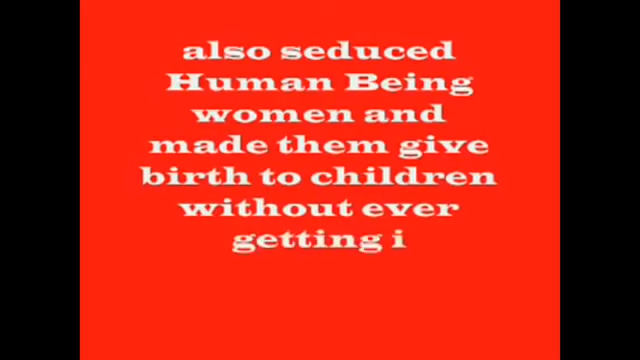 also seduced
Human Being
women and
made them give
birth to children
without ever
getting i